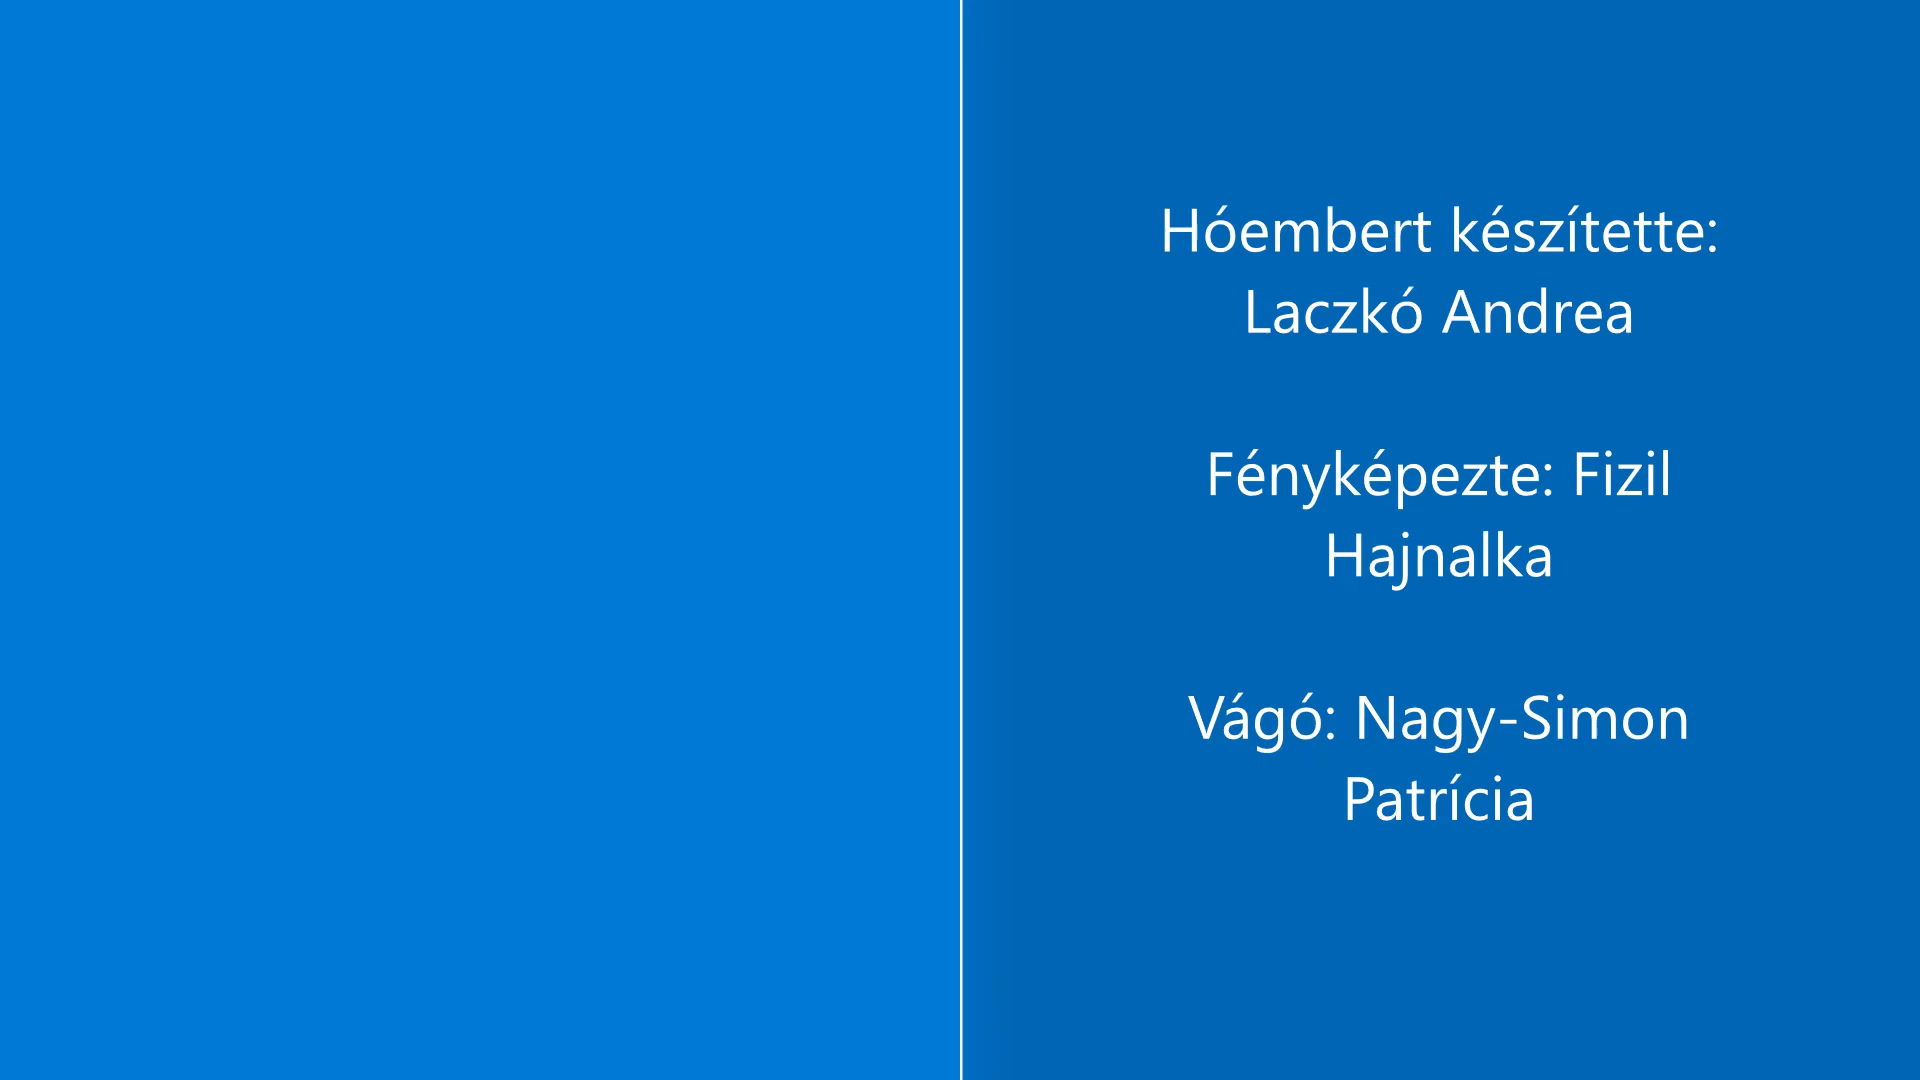 Hóembert készítette:
Laczkó Andrea
Fényképezte: Fizil
Hajnalka
Vágó: Nagy-Simon
Patrícia